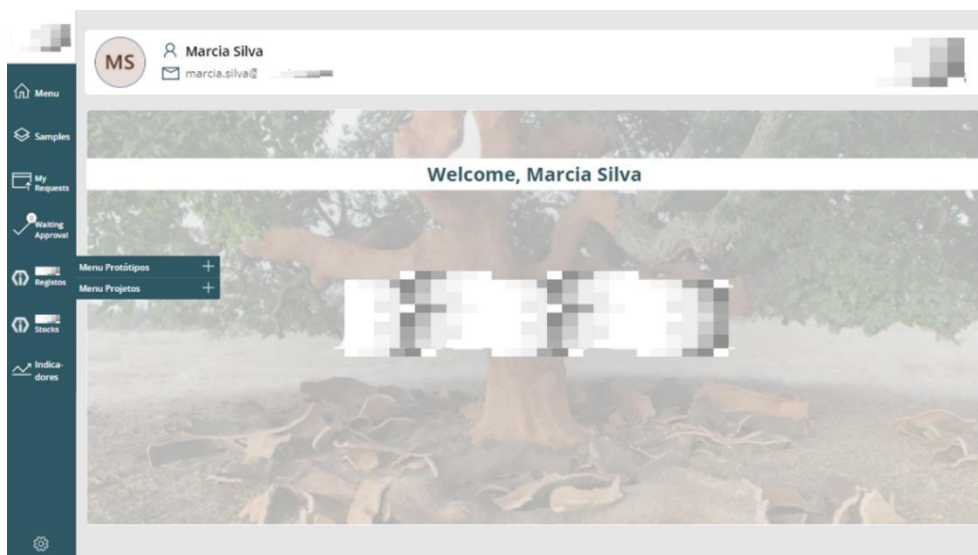 MS
Marcia Silva
marcia.silva@
Menu
Samples
My
Requests
Waiting
Approval
Registos
Stocks
Indica-
dores
Menu Protótipos
Menu Projetos
Welcome, Marcia Silva